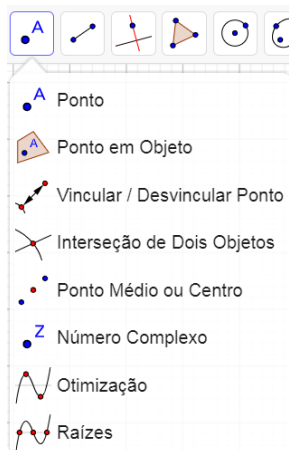 A
A Ponto
A Ponto em Objeto
Vincular / Desvincular Ponto
Interseção de Dois Objetos
Ponto Médio ou Centro
Z Número Complexo
Otimização
Raízes